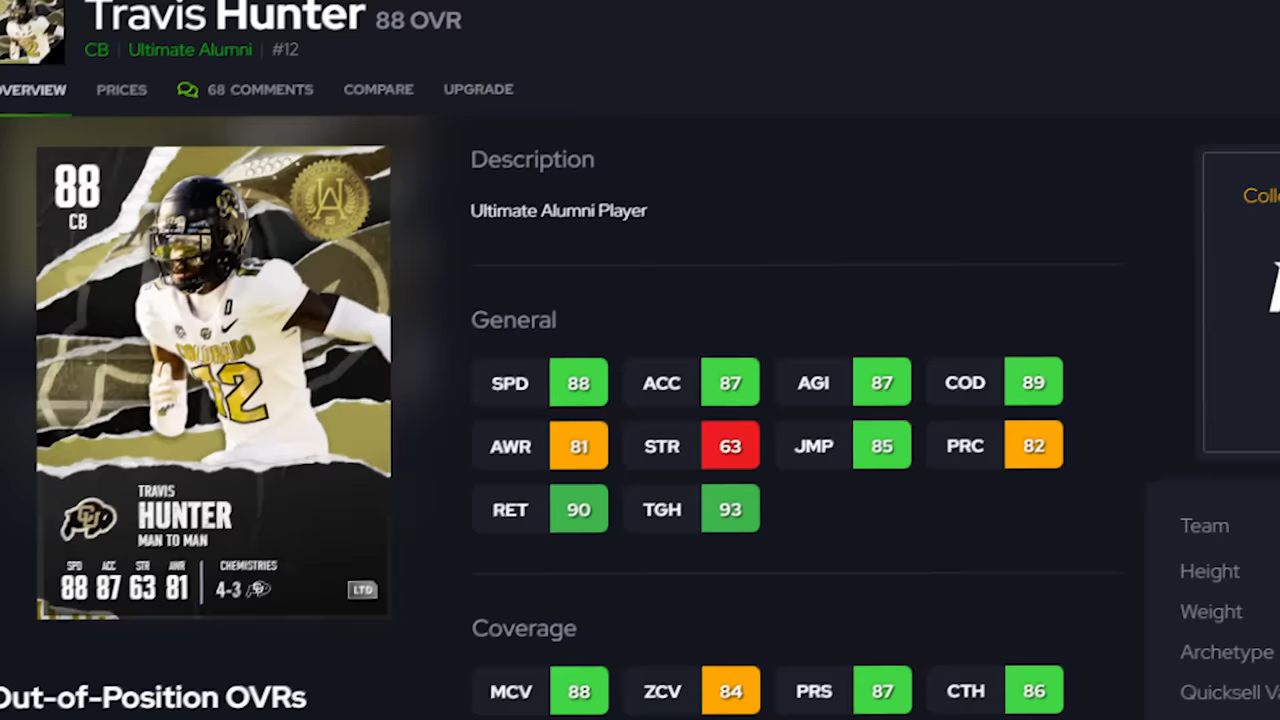 Travis Hunter 88 OVR
CB | Ultimate Alumni | #12
OVERVIEW PRICES 68 COMMENTS COMPARE UPGRADE
88
CB
COLORADO
12
TRAVIS
HUNTER
MAN TO MAN
SPD ACC STR AWR CHEMISTRIES
88 87 63 81 4-3
LTD
Out-of-Position OVRs
Description
Ultimate Alumni Player
General
SPD 88 ACC 87 AGI 87 COD 89
AWR 81 STR 63 JMP 85 PRC 82
RET 90 TGH 93
Coverage
MCV 88 ZCV 84 PRS 87 CTH 86
Team
Height
Weight
Archetype
Quicksell